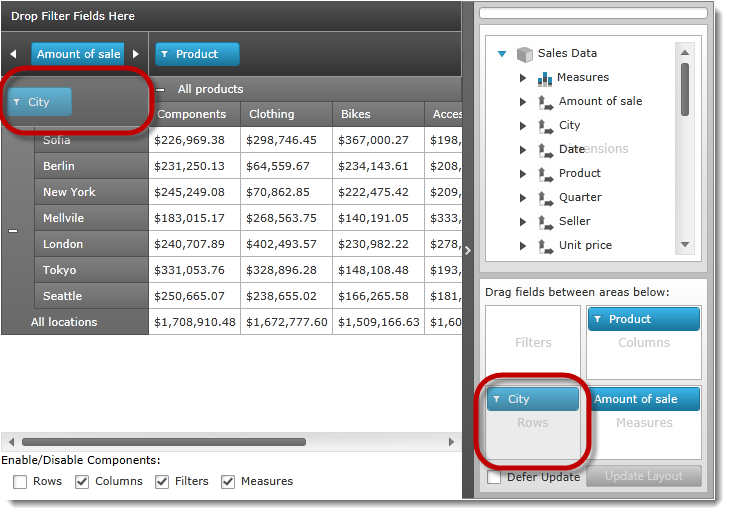 Drop Filter Fields Here
Amount of sale
Product
City
All products
Components Clothing Bikes Acces
Sofia $226,969.38 $298,746.45 $367,000.27 $198,
Berlin $231,250.13 $64,559.67 $234,143.61 $208,
New York $245,249.08 $70,862.85 $222,475.42 $209,
Mellvile $183,015.17 $268,563.75 $140,191.05 $333,
London $240,707.89 $402,493.57 $230,982.22 $278,
Tokyo $331,053.76 $328,896.28 $148,108.48 $193,
Seattle $250,665.07 $238,655.02 $166,265.58 $181,
All locations $1,708,910.48 $1,672,777.60 $1,509,166.63 $1,60
Enable/Disable Components:
Rows Columns Filters Measures
Sales Data
Measures
Amount of sale
City
Date
Dimensions
Product
Quarter
Seller
Unit price
Drag fields between areas below:
Filters
Product
Columns
City
Rows
Amount of sale
Measures
Defer Update
Update Layout